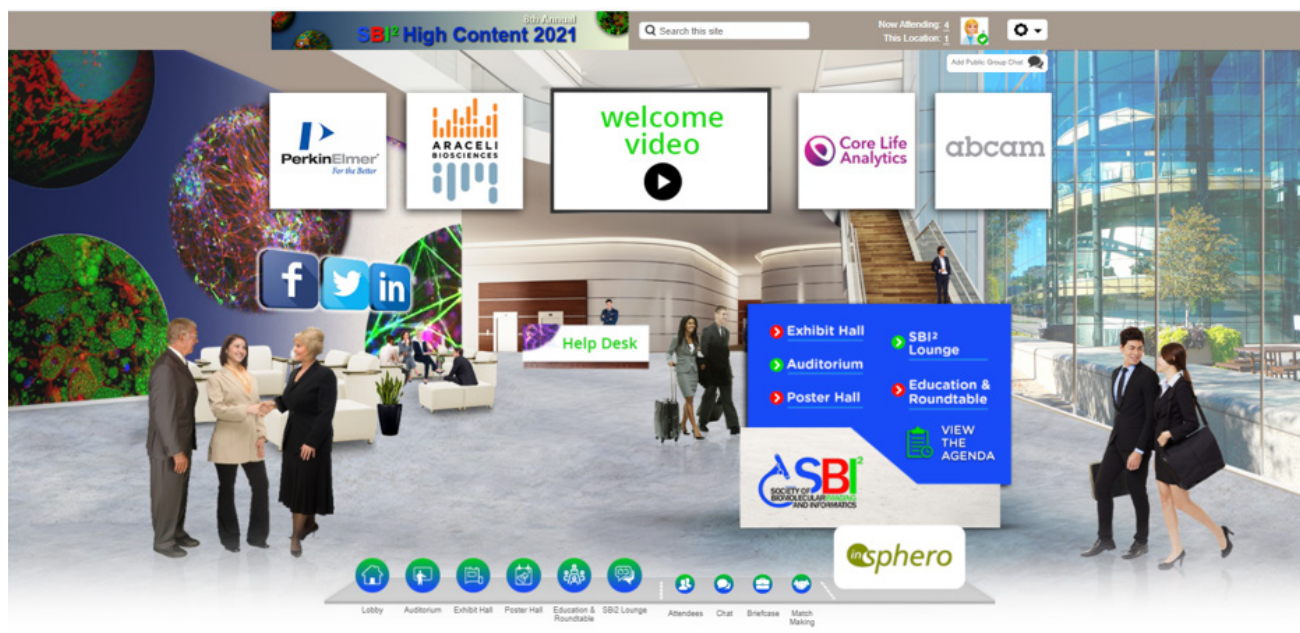 8th Annual
SBI² High Content 2021
Search this site
Now Attending: 4
This Location: 1
Add Public Group Chat
PerkinElmer
For the Better
ARACELI
BIOSCIENCES
welcome
video
Core Life
Analytics
abcam
f
in
Help Desk
Exhibit Hall
Auditorium
Poster Hall
SBI²
Lounge
Education &
Roundtable
VIEW
THE
AGENDA
SBI²
SOCIETY OF
BIOMOLECULAR IMAGING
AND INFORMATICS
insphero
Lobby
Auditorium
Exhibit Hall
Poster Hall
Education &
Roundtable
SBI2 Lounge
Attendees
Chat
Briefcase
Match
Making